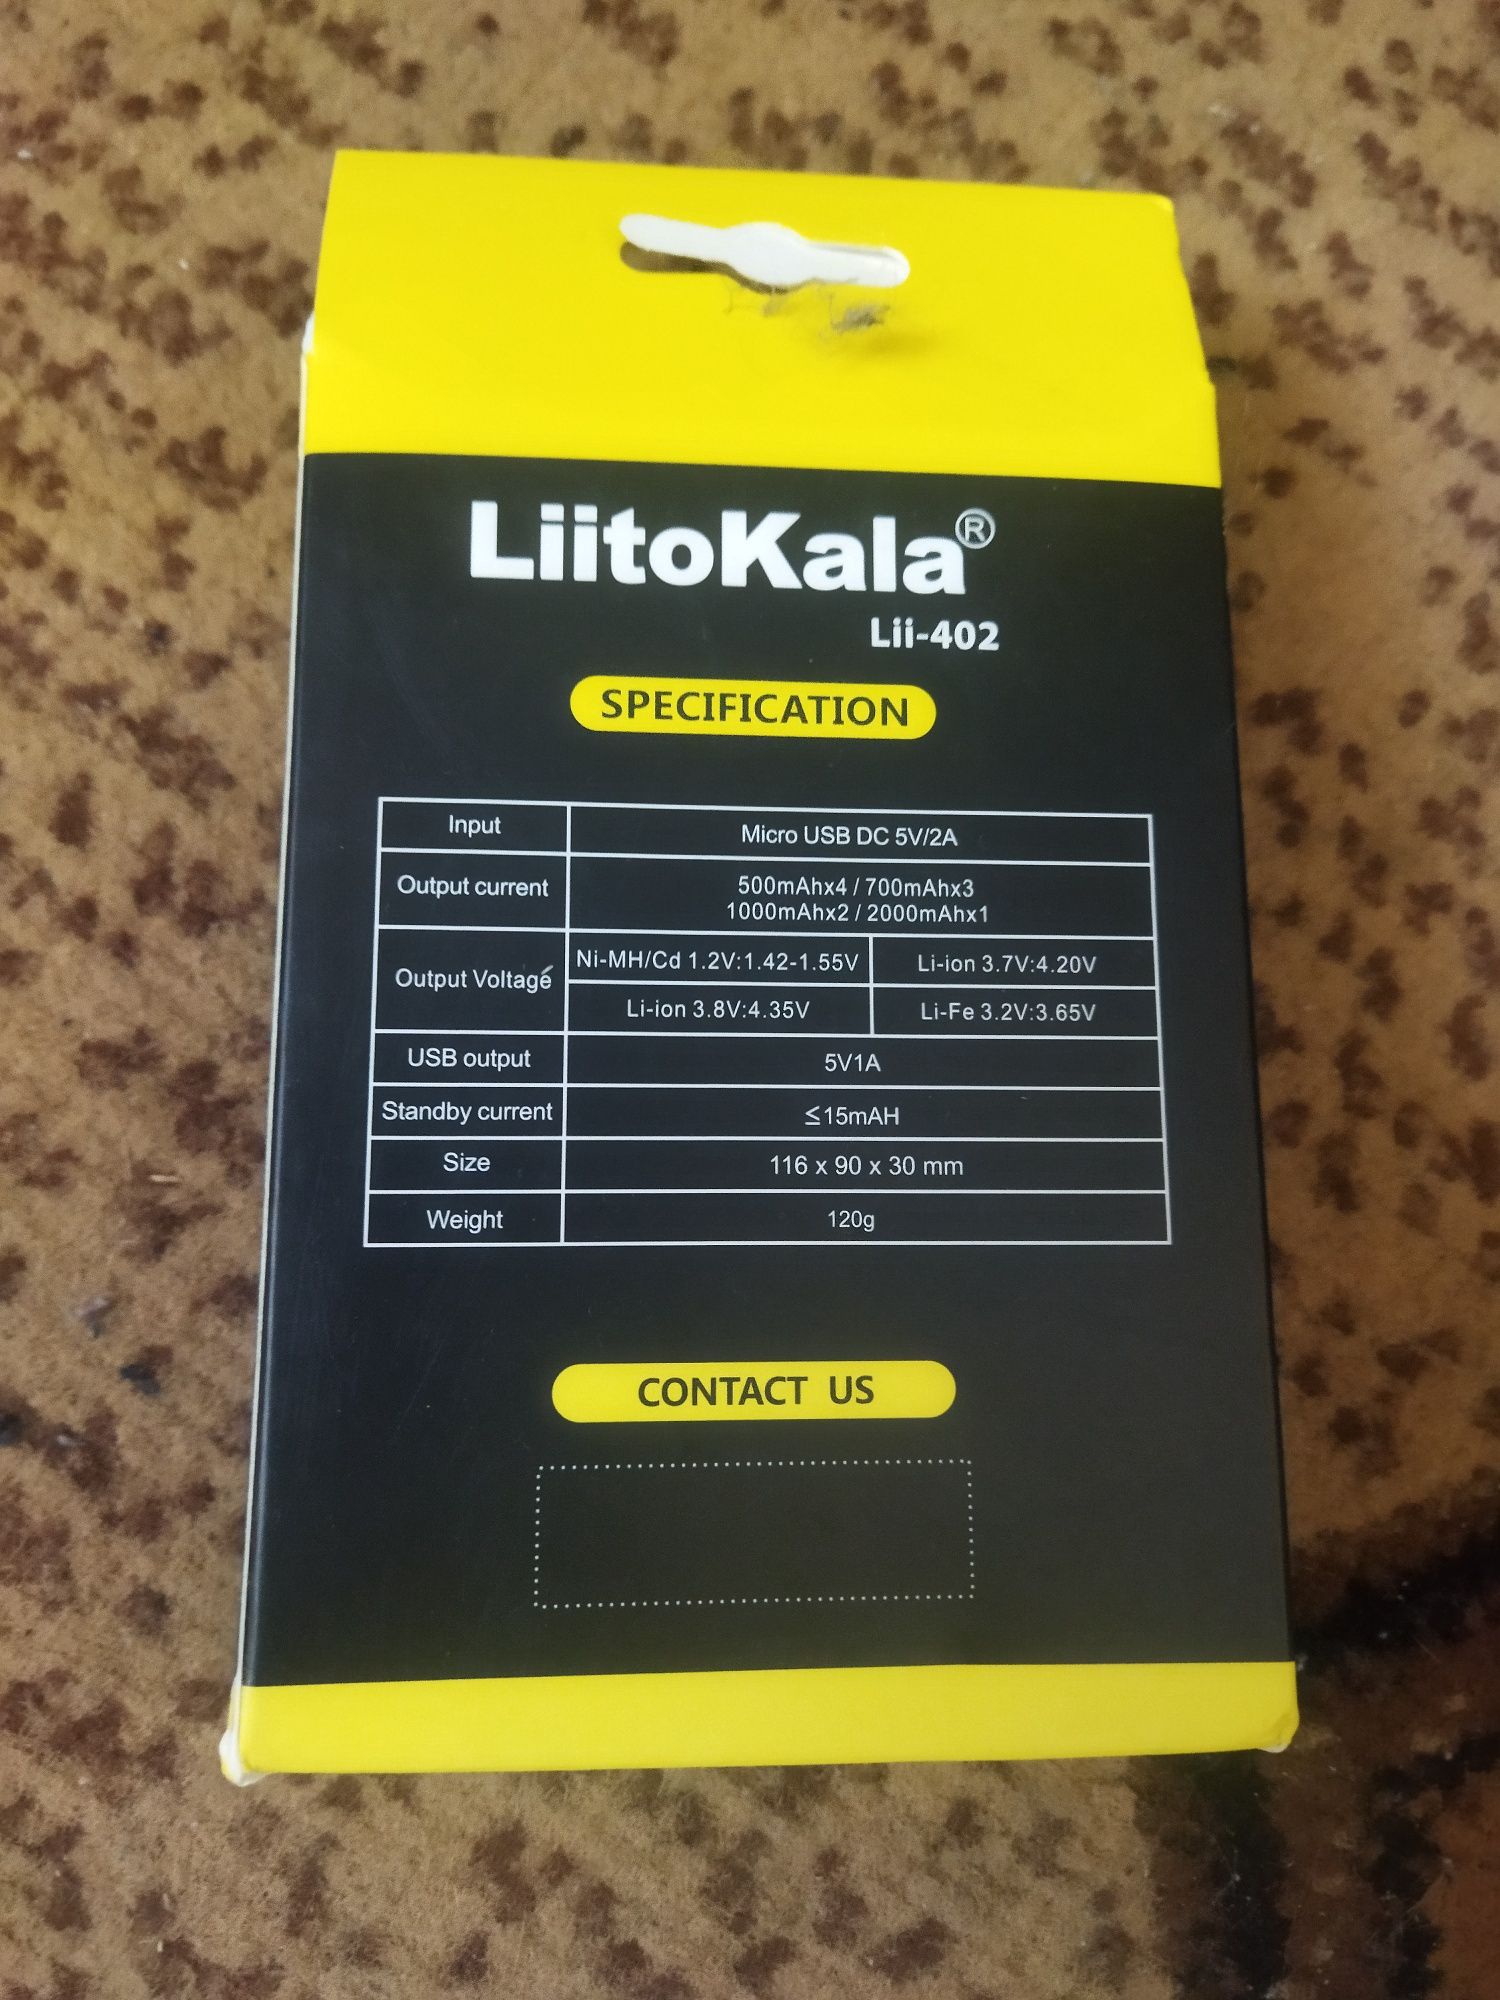 LiitoKala®
Lii-402
SPECIFICATION
Input Micro USB DC 5V/2A
Output current 500mAhx4 / 700mAhx3
1000mAhx2 / 2000mAhx1
Output Voltage Ni-MH/Cd 1.2V:1.42-1.55V Li-ion 3.7V:4.20V
Li-ion 3.8V:4.35V Li-Fe 3.2V:3.65V
USB output 5V1A
Standby current ≤15mAH
Size 116 x 90 x 30 mm
Weight 120g
CONTACT US